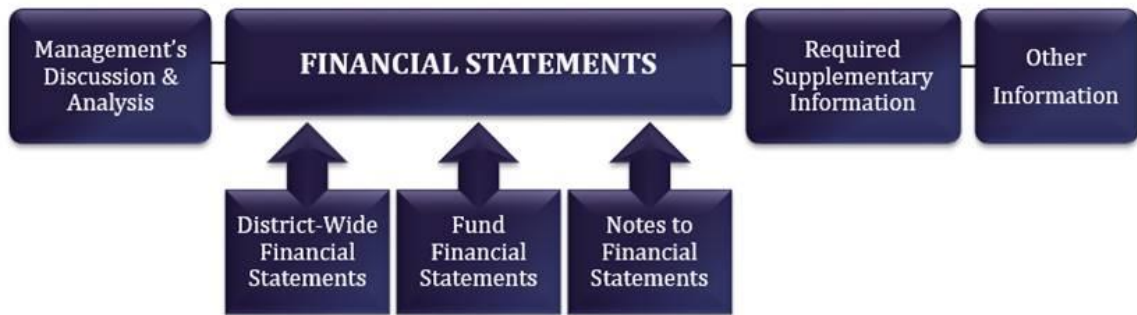 Management’s
Discussion &
Analysis
FINANCIAL STATEMENTS
Required
Supplementary
Information
Other
Information
District-Wide
Financial
Statements
Fund
Financial
Statements
Notes to
Financial
Statements